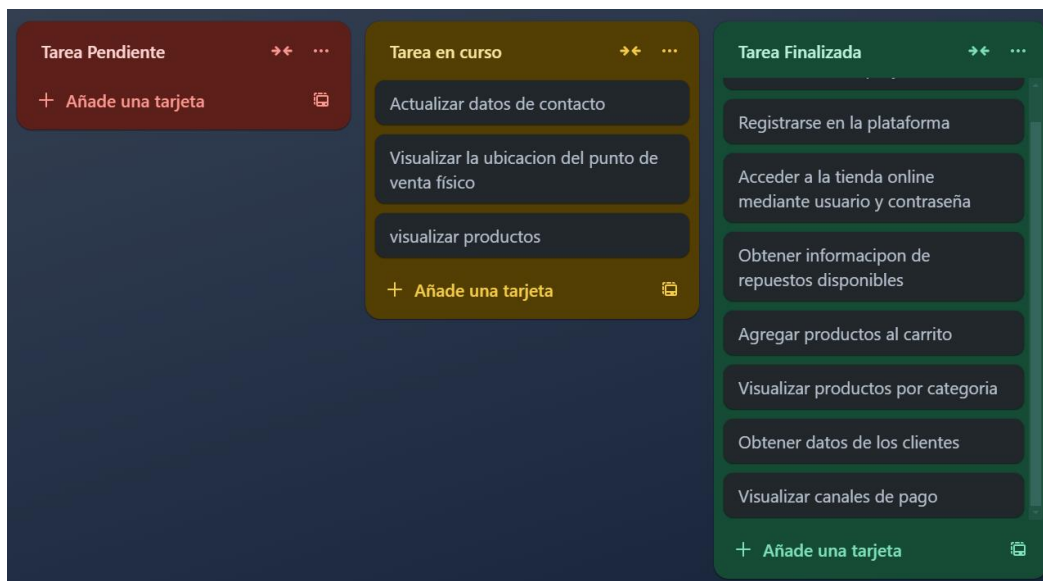 Tarea Pendiente
Añade una tarjeta
Tarea en curso
Actualizar datos de contacto
Visualizar la ubicacion del punto de
venta físico
visualizar productos
Añade una tarjeta
Tarea Finalizada
Registrarse en la plataforma
Acceder a la tienda online
mediante usuario y contraseña
Obtener informacipon de
repuestos disponibles
Agregar productos al carrito
Visualizar productos por categoria
Obtener datos de los clientes
Visualizar canales de pago
Añade una tarjeta